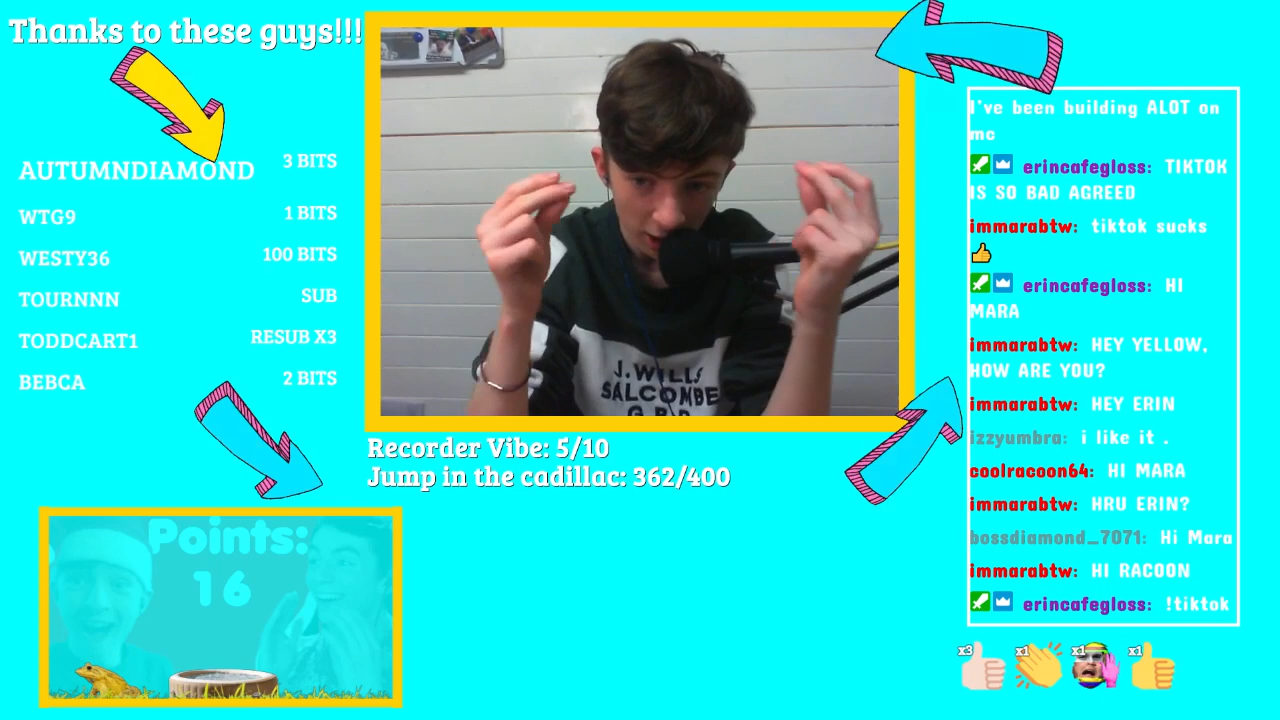 Thanks to these guys!!!
AUTUMNDIAMOND 3 BITS
WTG9 1 BITS
WESTY36 100 BITS
TOURNNN SUB
TODDCART1 RESUB X3
BEBCA 2 BITS
J.WILLS
SALCOMBE
GBR
Recorder Vibe: 5/10
Jump in the cadillac: 362/400
Points:
16
I've been building ALOT on
mc
erincafegloss: TIKTOK
IS SO BAD AGREED
immarabtw: tiktok sucks
👍
erincafegloss: HI
MARA
immarabtw: HEY YELLOW,
HOW ARE YOU?
immarabtw: HEY ERIN
izzyumbra: i like it .
coolracoon64: HI MARA
immarabtw: HRU ERIN?
bossdiamond_7071: Hi Mara
immarabtw: HI RACOON
erincafegloss: !tiktok
x3 x1 x1 x1